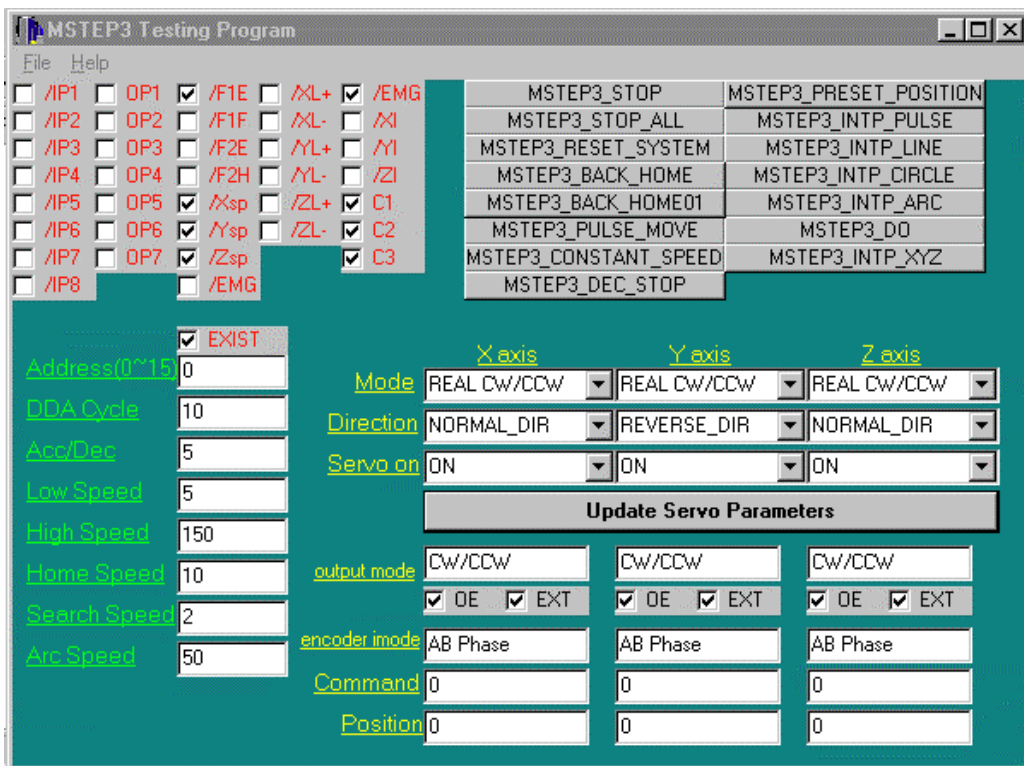 MSTEP3 Testing Program
File Help
/IP1 OP1 /F1E /XL+ /EMG MSTEP3_STOP MSTEP3_PRESET_POSITION
/IP2 OP2 /F1F /XL- /XI MSTEP3_STOP_ALL MSTEP3_INTP_PULSE
/IP3 OP3 /F2E /YL+ /YI MSTEP3_RESET_SYSTEM MSTEP3_INTP_LINE
/IP4 OP4 /F2H /YL- /ZI MSTEP3_BACK_HOME MSTEP3_INTP_CIRCLE
/IP5 OP5 /Xsp /ZL+ C1 MSTEP3_BACK_HOME01 MSTEP3_INTP_ARC
/IP6 OP6 /Ysp /ZL- C2 MSTEP3_PULSE_MOVE MSTEP3_DO
/IP7 OP7 /Zsp C3 MSTEP3_CONSTANT_SPEED MSTEP3_INTP_XYZ
/IP8 /EMG MSTEP3_DEC_STOP
EXIST
Address(0~15) 0
DDA Cycle 10
Acc/Dec 5
Low Speed 5
High Speed 150
Home Speed 10
Search Speed 2
Arc Speed 50
X axis Y axis Z axis
Mode REAL CW/CCW REAL CW/CCW REAL CW/CCW
Direction NORMAL_DIR REVERSE_DIR NORMAL_DIR
Servo on ON ON ON
Update Servo Parameters
output mode CW/CCW CW/CCW CW/CCW
OE EXT OE EXT OE EXT
encoder imode AB Phase AB Phase AB Phase
Command 0 0 0
Position 0 0 0